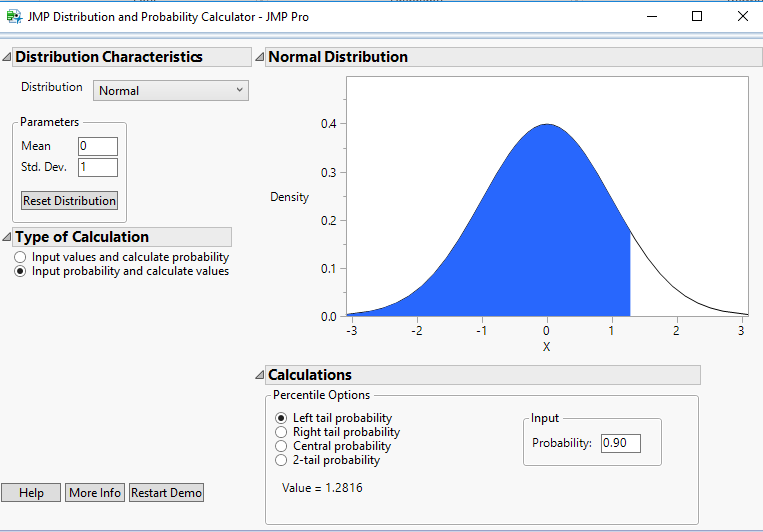 JMP Distribution and Probability Calculator - JMP Pro
Distribution Characteristics
Distribution Normal
Parameters
Mean 0
Std. Dev. 1
Reset Distribution
Type of Calculation
Input values and calculate probability
Input probability and calculate values
Normal Distribution
0.4
0.3
Density
0.2
0.1
0.0
-3 -2 -1 0 1 2 3
X
Calculations
Percentile Options
Left tail probability
Right tail probability
Central probability
2-tail probability
Input
Probability: 0.90
Value = 1.2816
Help More Info Restart Demo